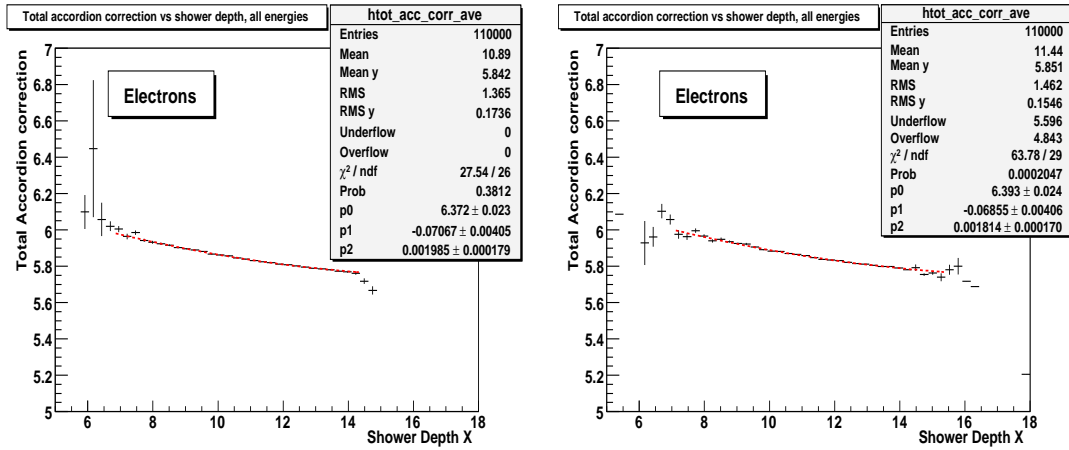 Total accordion correction vs shower depth, all energies
htot_acc_corr_ave
Entries 110000
Mean 10.89
Mean y 5.842
RMS 1.365
RMS y 0.1736
Underflow 0
Overflow 0
χ² / ndf 27.54 / 26
Prob 0.3812
p0 6.372 ± 0.023
p1 -0.07067 ± 0.00405
p2 0.001985 ± 0.000179
Electrons
Total Accordion correction
7
6.8
6.6
6.4
6.2
6
5.8
5.6
5.4
5.2
5
6 8 10 12 14 16 18
Shower Depth X
Total accordion correction vs shower depth, all energies
htot_acc_corr_ave
Entries 110000
Mean 11.44
Mean y 5.851
RMS 1.462
RMS y 0.1546
Underflow 5.596
Overflow 4.843
χ² / ndf 63.78 / 29
Prob 0.0002047
p0 6.393 ± 0.024
p1 -0.06855 ± 0.00406
p2 0.001814 ± 0.000170
Electrons
Total Accordion correction
7
6.8
6.6
6.4
6.2
6
5.8
5.6
5.4
5.2
5
6 8 10 12 14 16 18
Shower Depth X